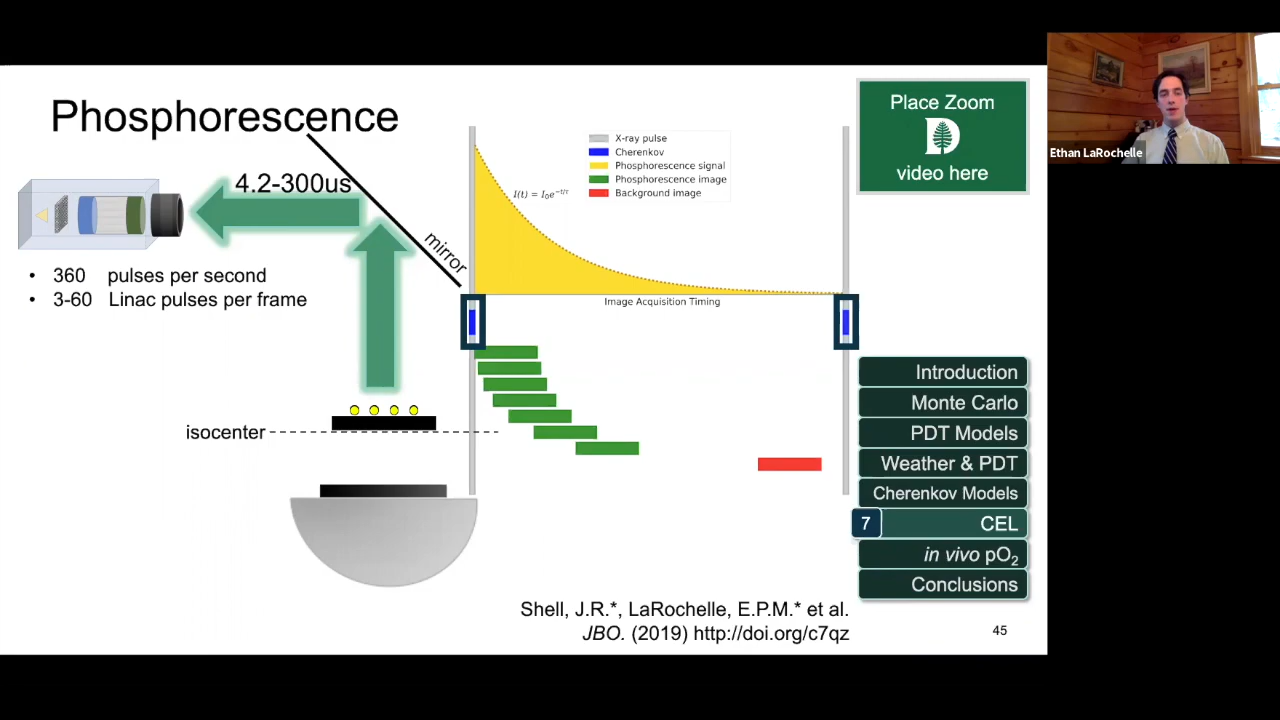 Phosphorescence
4.2-300us
mirror
• 360 pulses per second
• 3-60 Linac pulses per frame
isocenter
X-ray pulse
Cherenkov
Phosphorescence signal
Phosphorescence image
Background image
I(t) = I₀e^{-t/τ}
Image Acquisition Timing
Place Zoom
D
video here
Ethan LaRochelle
Introduction
Monte Carlo
PDT Models
Weather & PDT
Cherenkov Models
7 CEL
in vivo pO₂
Conclusions
Shell, J.R.*, LaRochelle, E.P.M.* et al.
JBO. (2019) http://doi.org/c7qz
45